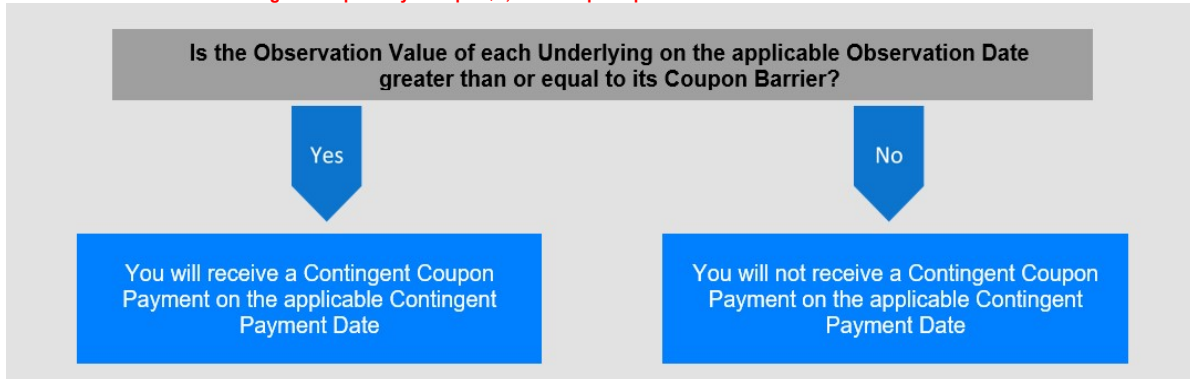 Is the Observation Value of each Underlying on the applicable Observation Date
greater than or equal to its Coupon Barrier?
Yes
No
You will receive a Contingent Coupon
Payment on the applicable Contingent
Payment Date
You will not receive a Contingent Coupon
Payment on the applicable Contingent
Payment Date